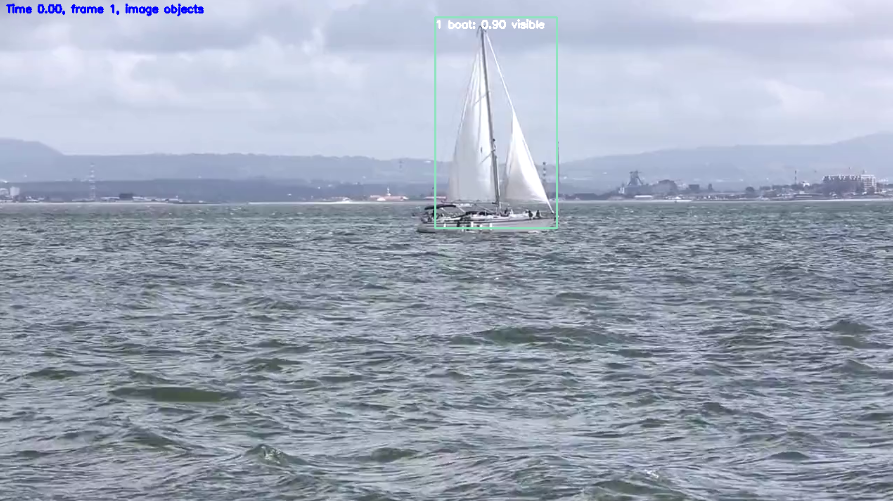 Time 0.00, frame 1, image objects
1 boat: 0.90 visible